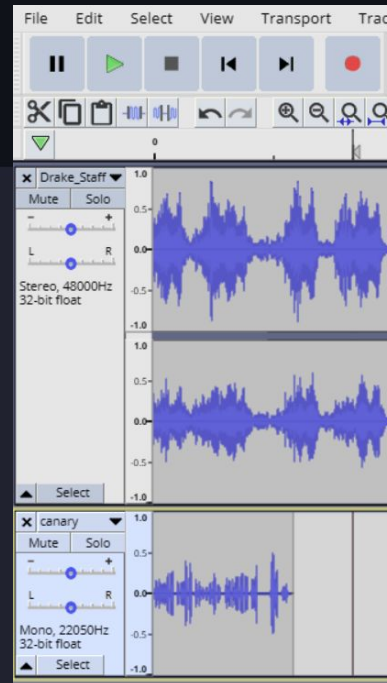 File Edit Select View Transport Trac
0
Drake_Staff
Mute Solo
- +
L R
Stereo, 48000Hz
32-bit float
Select
1.0
0.5-
0.0-
-0.5-
-1.0
1.0
0.5-
0.0-
-0.5-
-1.0
canary
Mute Solo
- +
L R
Mono, 22050Hz
32-bit float
Select
1.0
0.5-
0.0-
-0.5-
-1.0